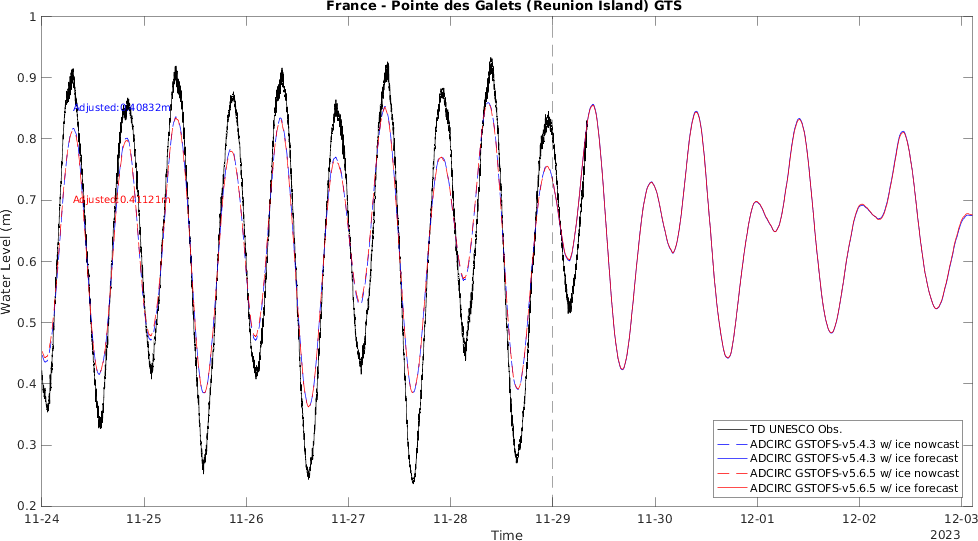 France - Pointe des Galets (Reunion Island) GTS
1
0.9
0.8
0.7
0.6
0.5
0.4
0.3
0.2
Water Level (m)
Adjusted:0.40832m
Adjusted:0.41121m
TD UNESCO Obs.
ADCIRC GSTOFS-v5.4.3 w/ ice nowcast
ADCIRC GSTOFS-v5.4.3 w/ ice forecast
ADCIRC GSTOFS-v5.6.5 w/ ice nowcast
ADCIRC GSTOFS-v5.6.5 w/ ice forecast
11-24 11-25 11-26 11-27 11-28 11-29 11-30 12-01 12-02 12-03
Time
2023